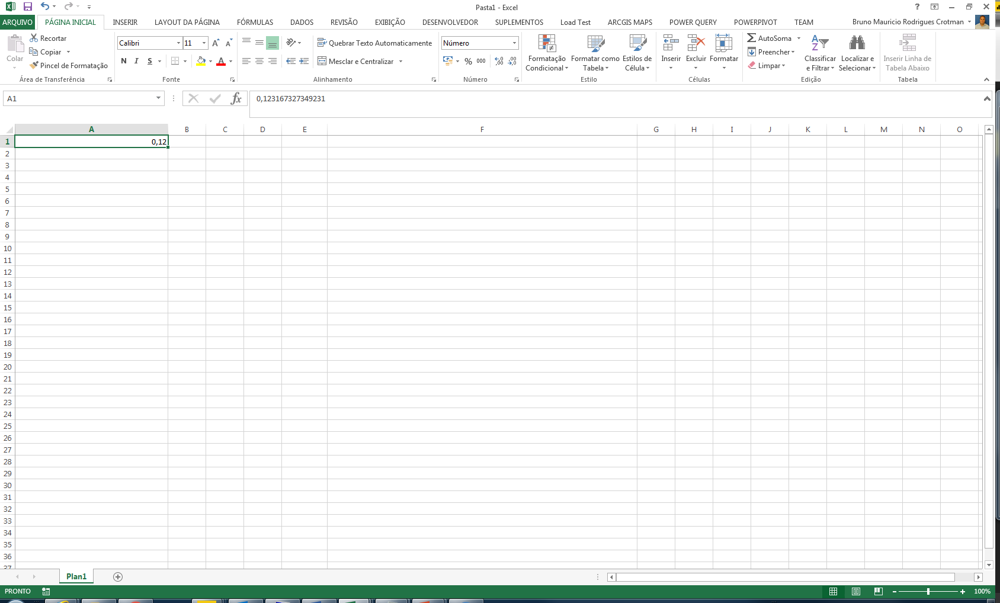 Pasta1 - Excel
ARQUIVO PÁGINA INICIAL INSERIR LAYOUT DA PÁGINA FÓRMULAS DADOS REVISÃO EXIBIÇÃO DESENVOLVEDOR SUPLEMENTOS Load Test ARCGIS MAPS POWER QUERY POWERPIVOT TEAM Bruno Mauricio Rodrigues Crotman
Colar
Recortar
Copiar
Pincel de Formatação
Área de Transferência
Calibri 11
N I S
Fonte
Quebrar Texto Automaticamente
Mesclar e Centralizar
Alinhamento
Número
% 000
Número
Formatação Condicional
Formatar como Tabela
Estilos de Célula
Estilo
Inserir Excluir Formatar
Células
AutoSoma
Preencher
Limpar
Classificar e Filtrar
Localizar e Selecionar
Edição
Inserir Linha de Tabela Abaixo
Tabela
A1 fx 0,123167327349231
A B C D E F G H I J K L M N O
1 0,12
2
3
4
5
6
7
8
9
10
11
12
13
14
15
16
17
18
19
20
21
22
23
24
25
26
27
28
29
30
31
32
33
34
35
36
37
Plan1
PRONTO 100%